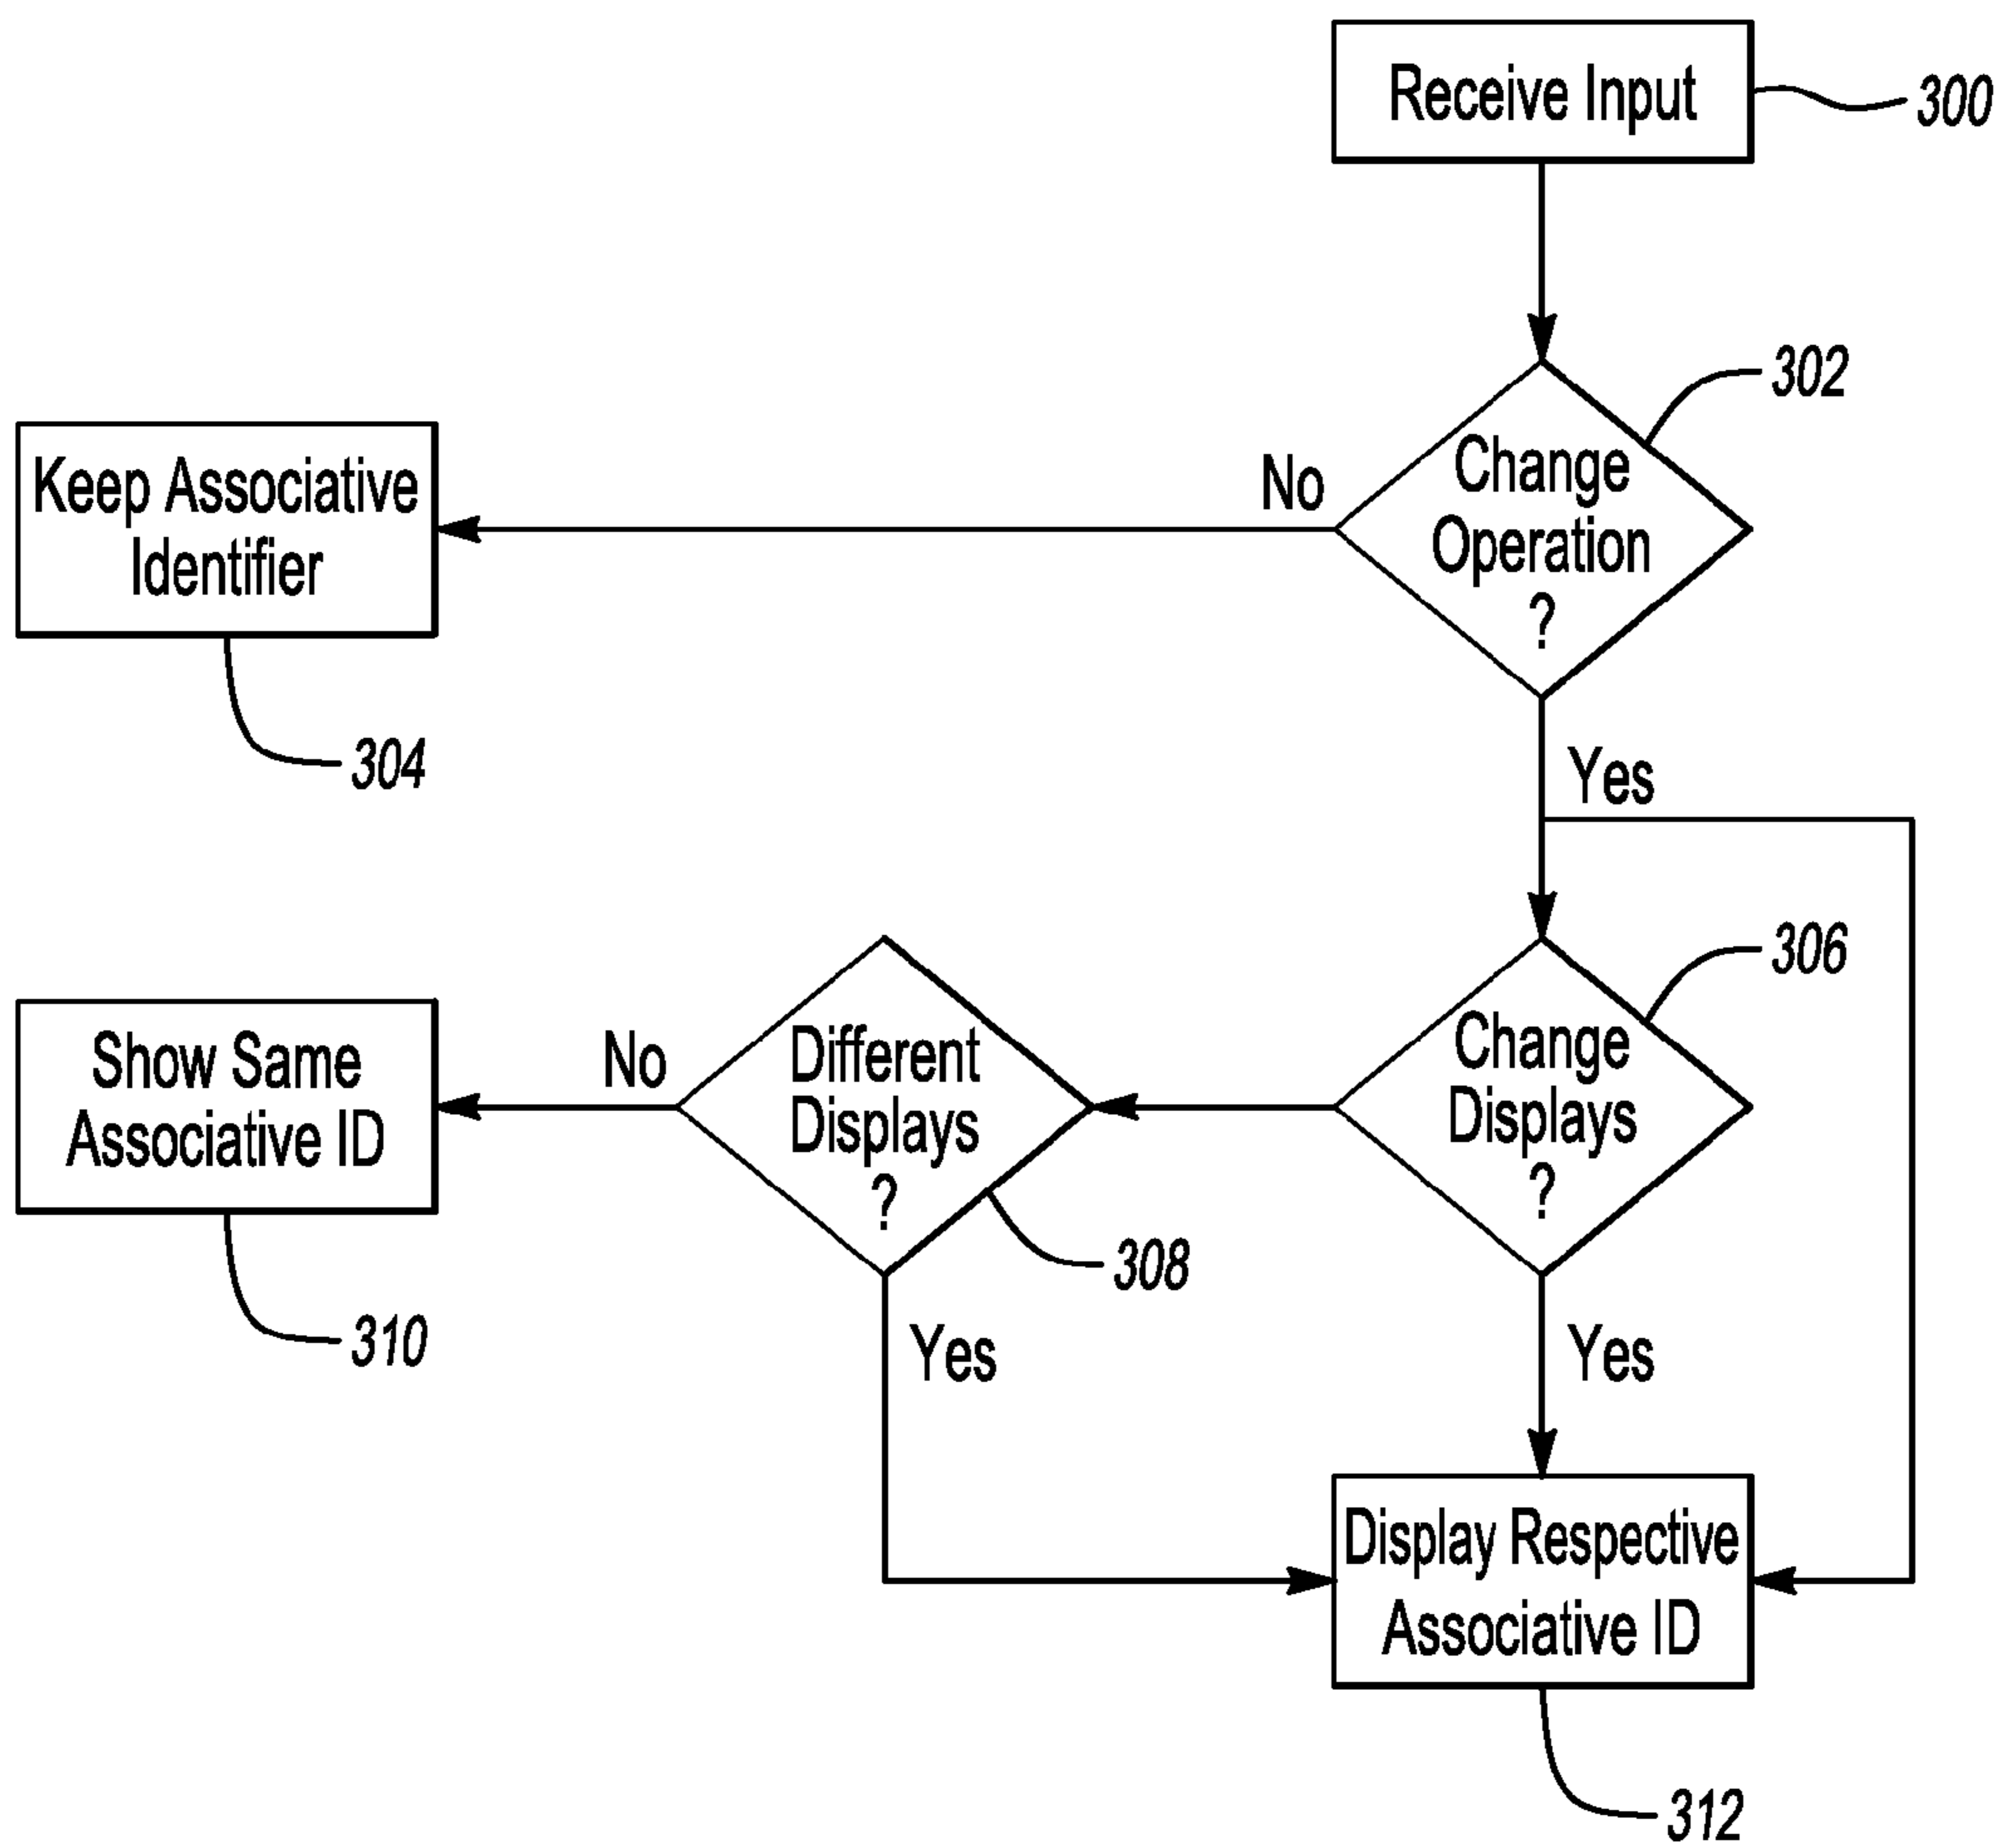 Receive Input
300
302
Change
Operation
?
No
Keep Associative
Identifier
304
Yes
306
Change
Displays
?
Different
Displays
?
308
No
Show Same
Associative ID
310
Yes
Yes
Display Respective
Associative ID
312